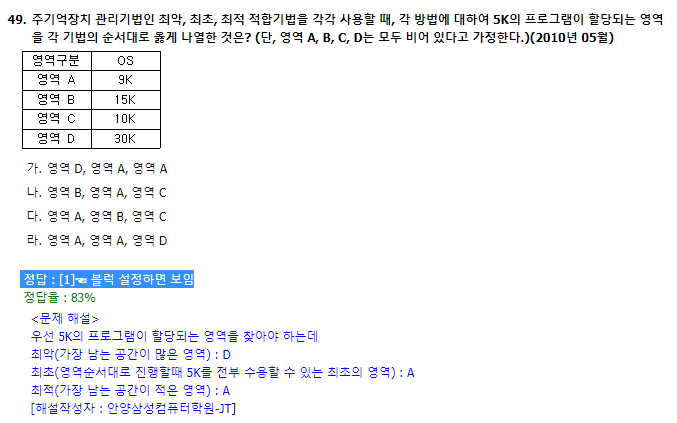 49. 주기억장치 관리기법인 최악, 최초, 최적 적합기법을 각각 사용할 때, 각 방법에 대하여 5K의 프로그램이 할당되는 영역
을 각 기법의 순서대로 옳게 나열한 것은? (단, 영역 A, B, C, D는 모두 비어 있다고 가정한다.)(2010년 05월)
영역구분 OS
영역 A 9K
영역 B 15K
영역 C 10K
영역 D 30K
가. 영역 D, 영역 A, 영역 A
나. 영역 B, 영역 A, 영역 C
다. 영역 A, 영역 B, 영역 C
라. 영역 A, 영역 A, 영역 D
정답 : [1]☜ 블럭 설정하면 보임
정답율 : 83%
<문제 해설>
우선 5K의 프로그램이 할당되는 영역을 찾아야 하는데
최악(가장 남는 공간이 많은 영역) : D
최초(영역순서대로 진행할때 5K를 전부 수용할 수 있는 최초의 영역) : A
최적(가장 남는 공간이 적은 영역) : A
[해설작성자 : 안양삼성컴퓨터학원-JT]